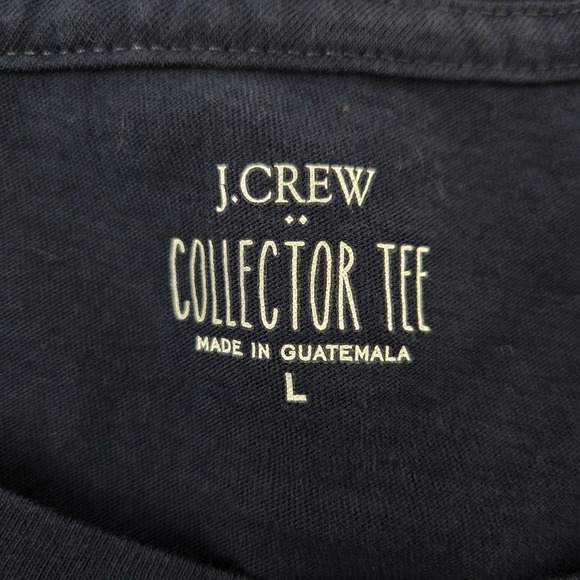 J.CREW
COLLECTOR TEE
MADE IN GUATEMALA
L